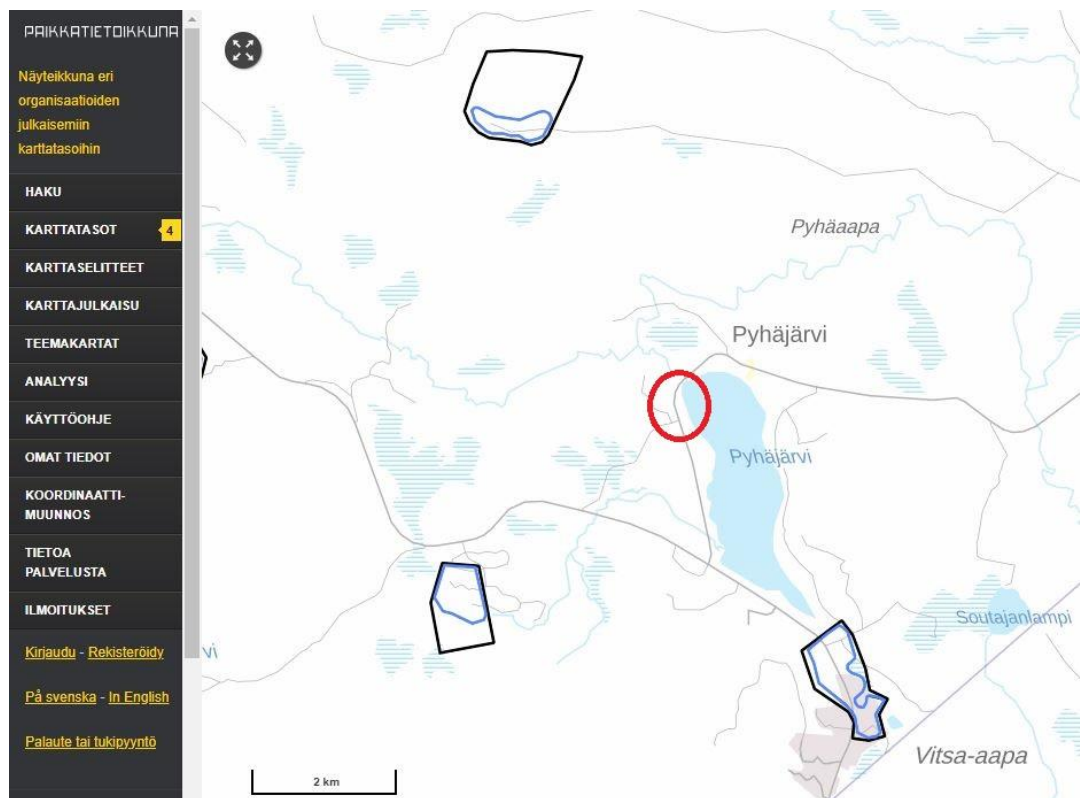 PAIKKATIETOIKKUNA
Näyteikkuna eri
organisaatioiden
julkaisemiin
karttatasoihin
HAKU
KARTTATASOT 4
KARTTASELITTEET
KARTTAJULKAISU
TEEMAKARTAT
ANALYYSI
KÄYTTÖOHJE
OMAT TIEDOT
KOORDINAATTI-
MUUNNOS
TIETOA
PALVELUSTA
ILMOITUKSET
Kirjaudu - Rekisteröidy
På svenska - In English
Palaute tai tukipyyntö
Pyhäaapa
Pyhäjärvi
Pyhäjärvi
Soutajanlampi
vi
Vitsa-aapa
2 km